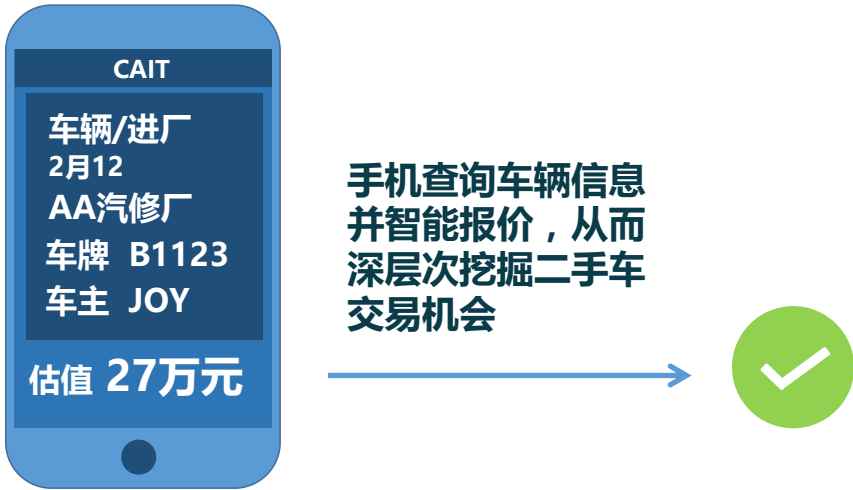 CAIT
车辆/进厂
2月12
AA汽修厂
车牌 B1123
车主 JOY
估值 27万元
手机查询车辆信息
并智能报价，从而
深层次挖掘二手车
交易机会